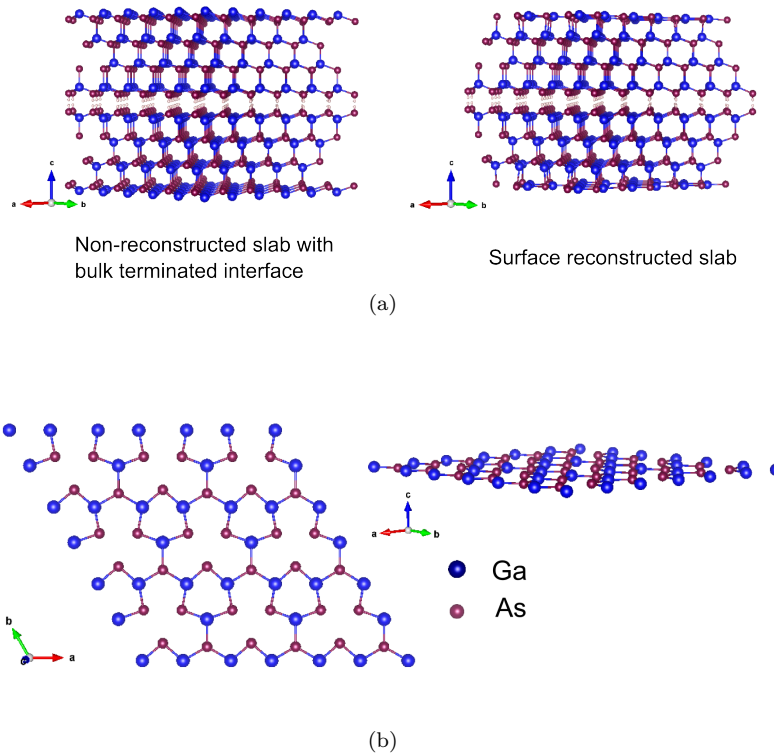 c
a
b
c
a
b
Non-reconstructed slab with
bulk terminated interface
Surface reconstructed slab
(a)
c
a
b
Ga
As
b
a
(b)